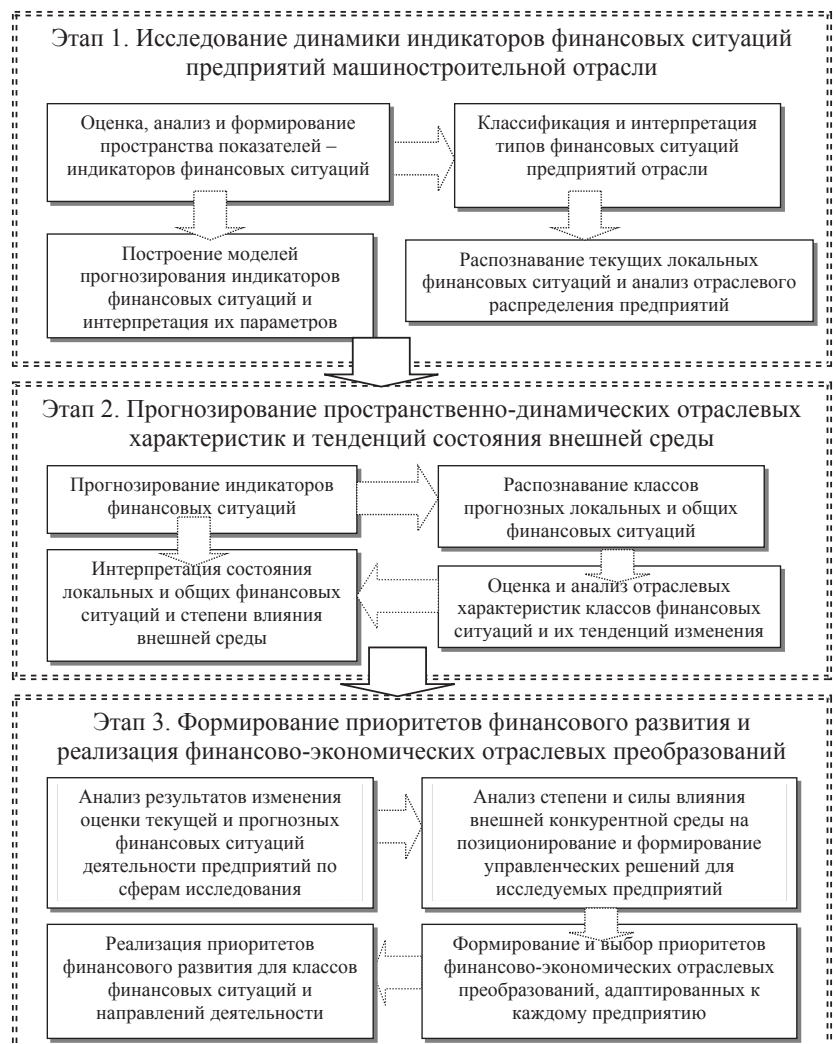 Этап 1. Исследование динамики индикаторов финансовых ситуаций
предприятий машиностроительной отрасли
Оценка, анализ и формирование
пространства показателей –
индикаторов финансовых ситуаций
Классификация и интерпретация
типов финансовых ситуаций
предприятий отрасли
Построение моделей
прогнозирования индикаторов
финансовых ситуаций и
интерпретация их параметров
Распознавание текущих локальных
финансовых ситуаций и анализ отраслевого
распределения предприятий
Этап 2. Прогнозирование пространственно-динамических отраслевых
характеристик и тенденций состояния внешней среды
Прогнозирование индикаторов
финансовых ситуаций
Распознавание классов
прогнозных локальных и общих
финансовых ситуаций
Интерпретация состояния
локальных и общих финансовых
ситуаций и степени влияния
внешней среды
Оценка и анализ отраслевых
характеристик классов финансовых
ситуаций и их тенденций изменения
Этап 3. Формирование приоритетов финансового развития и
реализация финансово-экономических отраслевых преобразований
Анализ результатов изменения
оценки текущей и прогнозных
финансовых ситуаций
деятельности предприятий по
сферам исследования
Анализ степени и силы влияния
внешней конкурентной среды на
позиционирование и формирование
управленческих решений для
исследуемых предприятий
Реализация приоритетов
финансового развития для классов
финансовых ситуаций и
направлений деятельности
Формирование и выбор приоритетов
финансово-экономических отраслевых
преобразований, адаптированных к
каждому предприятию